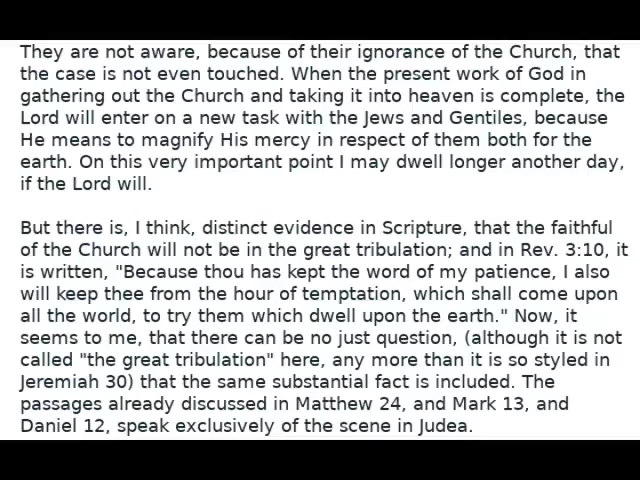 They are not aware, because of their ignorance of the Church, that
the case is not even touched. When the present work of God in
gathering out the Church and taking it into heaven is complete, the
Lord will enter on a new task with the Jews and Gentiles, because
He means to magnify His mercy in respect of them both for the
earth. On this very important point I may dwell longer another day,
if the Lord will.
But there is, I think, distinct evidence in Scripture, that the faithful
of the Church will not be in the great tribulation; and in Rev. 3:10, it
is written, "Because thou has kept the word of my patience, I also
will keep thee from the hour of temptation, which shall come upon
all the world, to try them which dwell upon the earth." Now, it
seems to me, that there can be no just question, (although it is not
called "the great tribulation" here, any more than it is so styled in
Jeremiah 30) that the same substantial fact is included. The
passages already discussed in Matthew 24, and Mark 13, and
Daniel 12, speak exclusively of the scene in Judea.